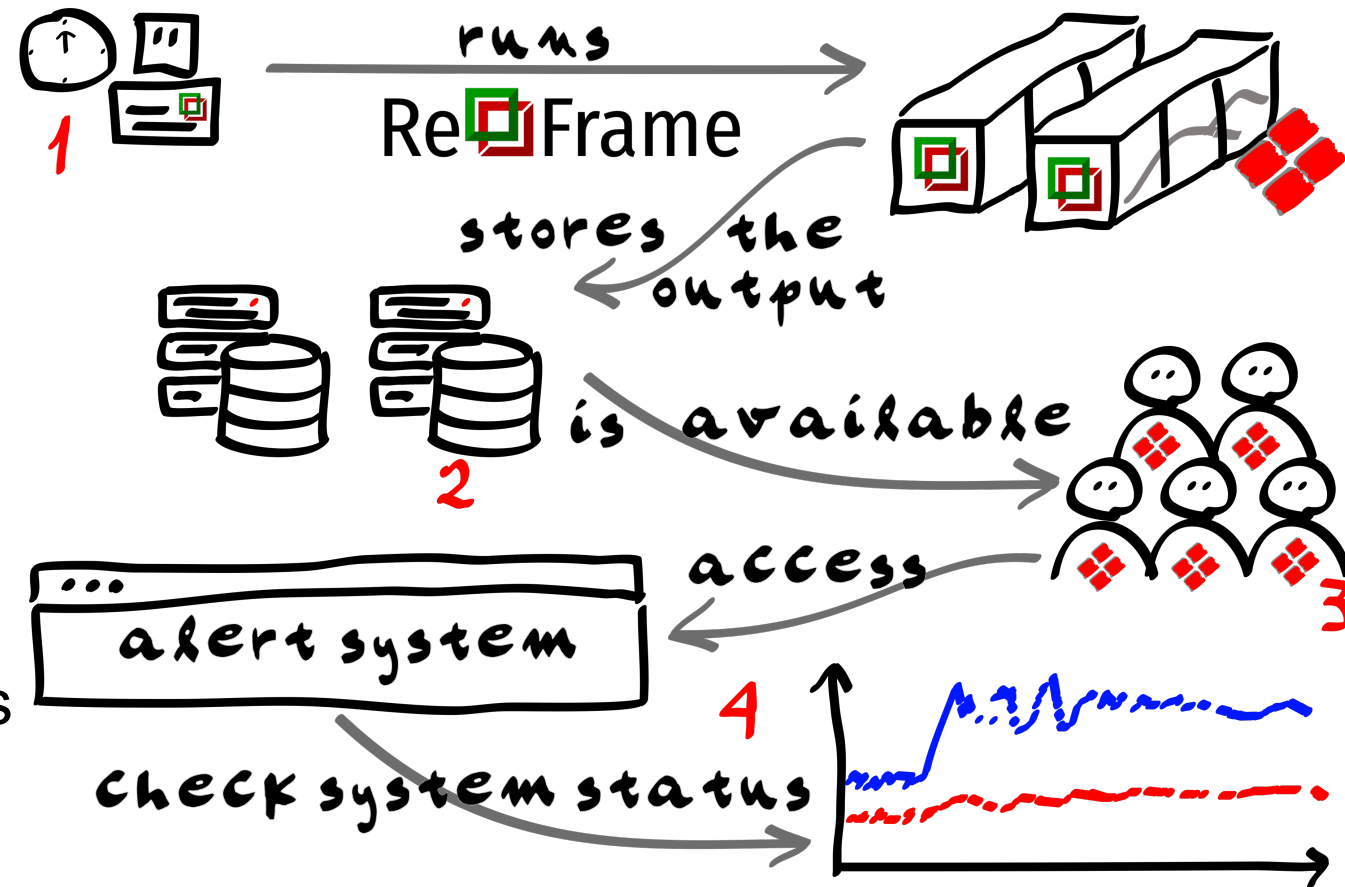 runs
1
ReFrame
stores the
output
is available
2
access
3
alert system
s
4
check system status